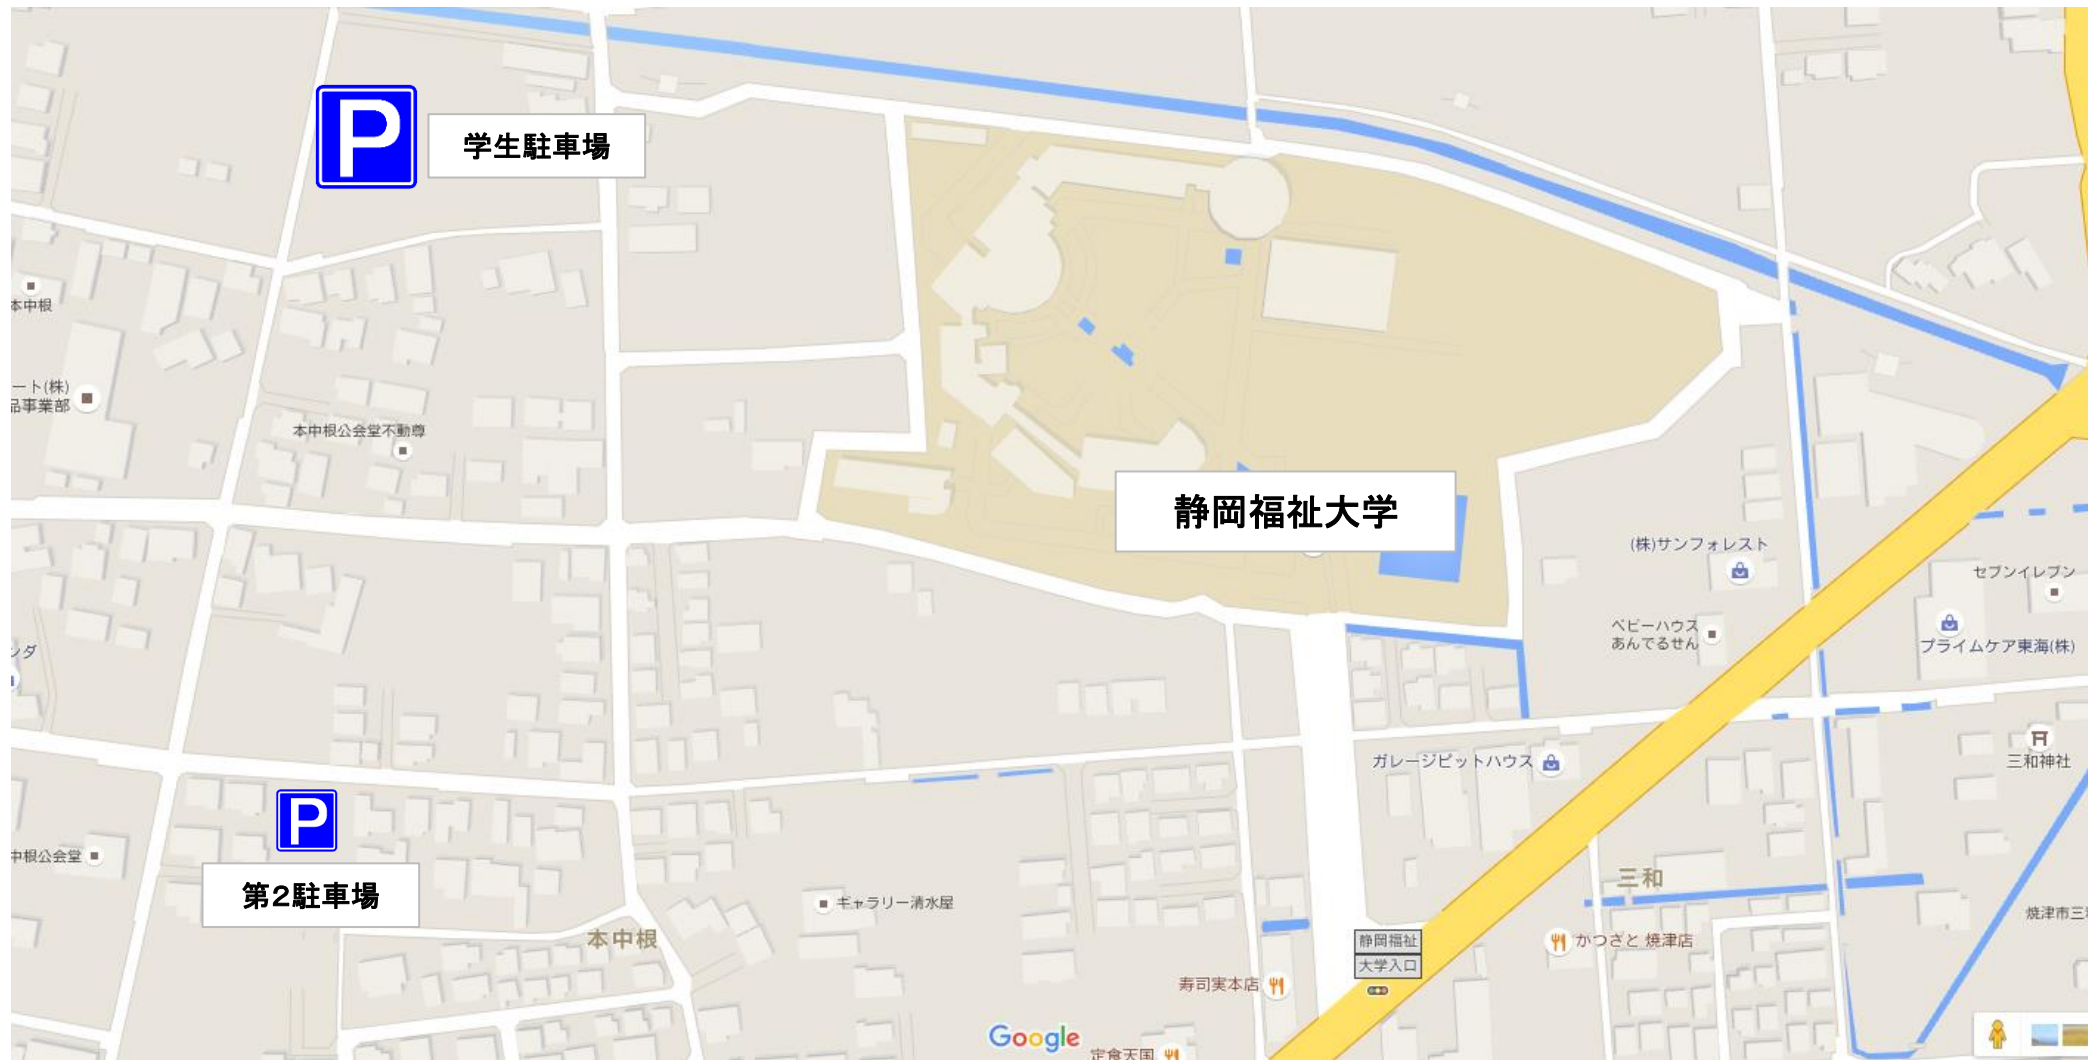 P
学生駐車場
本中根
ート(株)
品事業部
本中根公会堂不動尊
静岡福祉大学
(株)サンフォレスト
セブンイレブン
ベビーハウス
あんてるせん
プライムケア東海(株)
ンダ
ガレージピットハウス
三和神社
P
中根公会堂
第2駐車場
三和
ギャラリー清水屋
焼津市三
本中根
静岡福祉
大学入口
かつさと 焼津店
寿司実本店
Google
定食天国